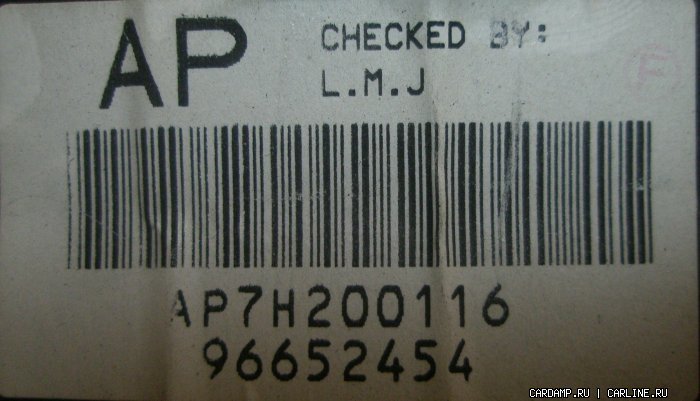 AP
CHECKED BY:
L.M.J
AP7H200116
96652454
CARDAMP.RU | CARLINE.RU